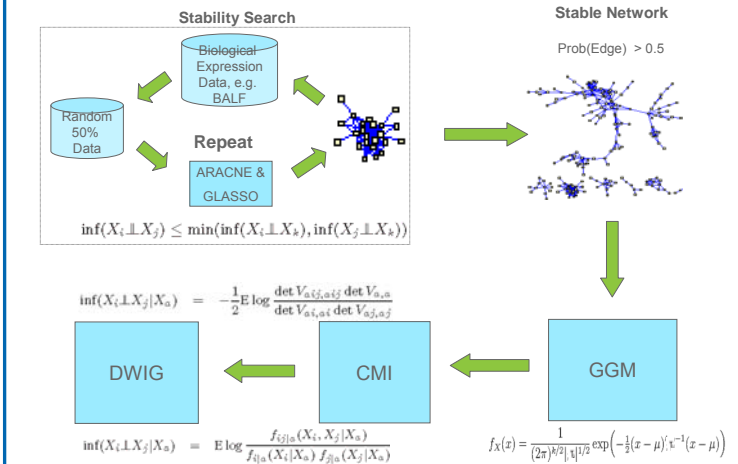 Stability Search
Stable Network
Prob(Edge) > 0.5
Biological
Expression
Data, e.g.
BALF
Random
50%
Data
Repeat
ARACNE &
GLASSO
inf(X_i ⊥⊥ X_j) ≤ min(inf(X_i ⊥⊥ X_k), inf(X_j ⊥⊥ X_k))
inf(X_i ⊥⊥ X_j|X_a) = -1/2 E log (det V_{aij,aij} det V_{a,a}) / (det V_{ai,ai} det V_{aj,aj})
DWIG
CMI
GGM
inf(X_i ⊥⊥ X_j|X_a) = E log f_{ij|a}(X_i, X_j|X_a) / (f_{i|a}(X_i|X_a) f_{j|a}(X_j|X_a))
f_X(x) = 1 / ((2π)^{k/2}| |^{1/2}) exp(-1/2 (x − μ)′ ^{-1}(x − μ))